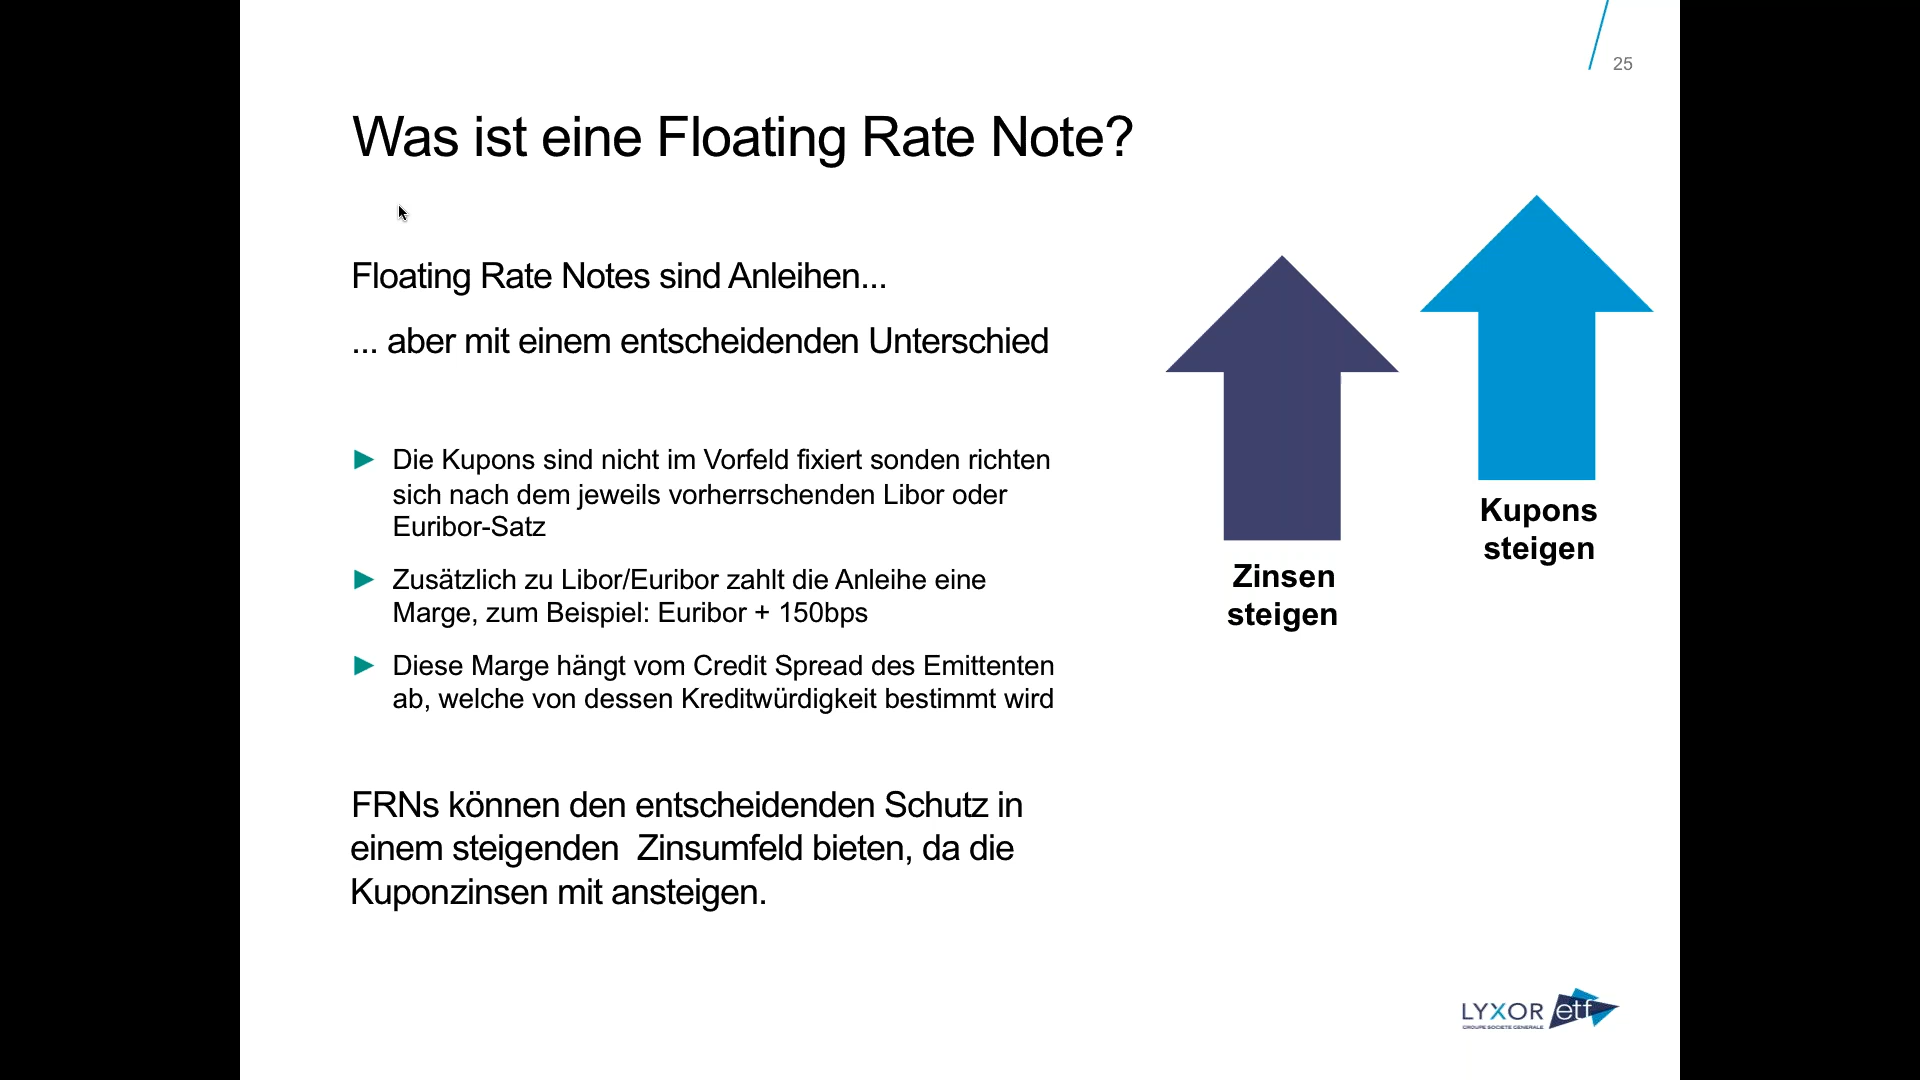 25
Was ist eine Floating Rate Note?
Floating Rate Notes sind Anleihen...
... aber mit einem entscheidenden Unterschied
Die Kupons sind nicht im Vorfeld fixiert sonden richten
sich nach dem jeweils vorherrschenden Libor oder
Euribor-Satz
Zusätzlich zu Libor/Euribor zahlt die Anleihe eine
Marge, zum Beispiel: Euribor + 150bps
Diese Marge hängt vom Credit Spread des Emittenten
ab, welche von dessen Kreditwürdigkeit bestimmt wird
FRNs können den entscheidenden Schutz in
einem steigenden  Zinsumfeld bieten, da die
Kuponzinsen mit ansteigen.
Zinsen
steigen
Kupons
steigen
LYXOR etf
GROUPE SOCIETE GENERALE